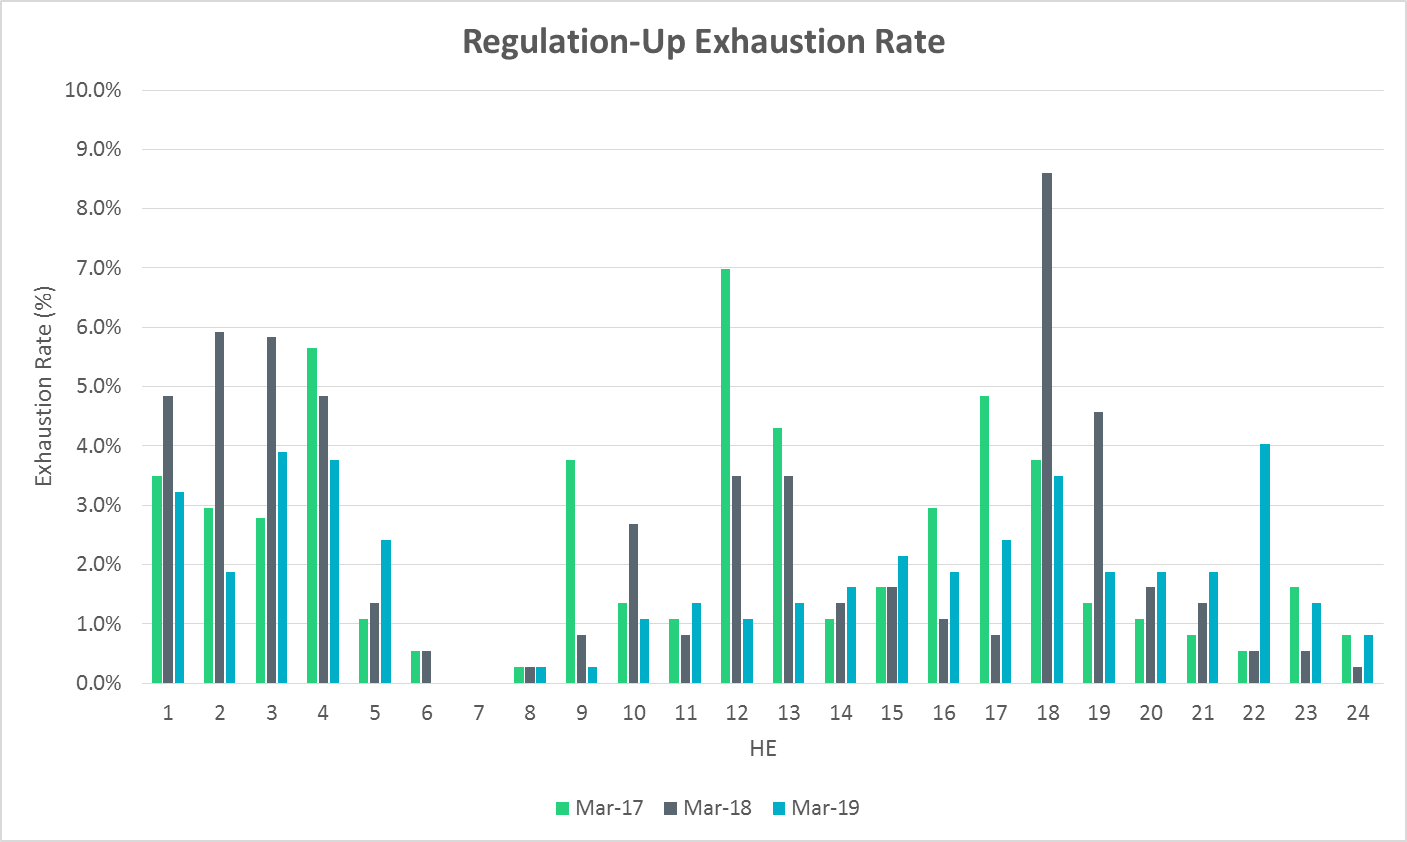 Regulation-Up Exhaustion Rate
10.0%
9.0%
8.0%
7.0%
6.0%
5.0%
4.0%
3.0%
2.0%
1.0%
0.0%
Exhaustion Rate (%)
1 2 3 4 5 6 7 8 9 10 11 12 13 14 15 16 17 18 19 20 21 22 23 24
HE
Mar-17 Mar-18 Mar-19